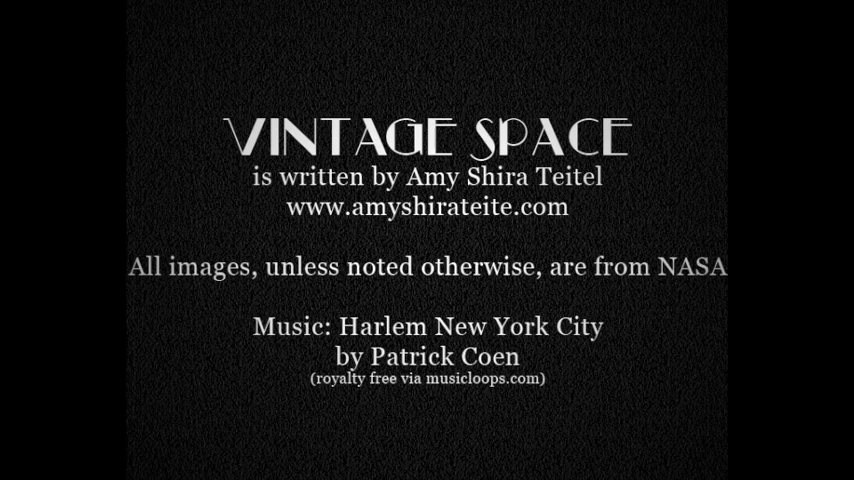 VINTAGE SPACE
is written by Amy Shira Teitel
www.amyshirateite.com
All images, unless noted otherwise, are from NASA
Music: Harlem New York City
by Patrick Coen
(royalty free via musicloops.com)